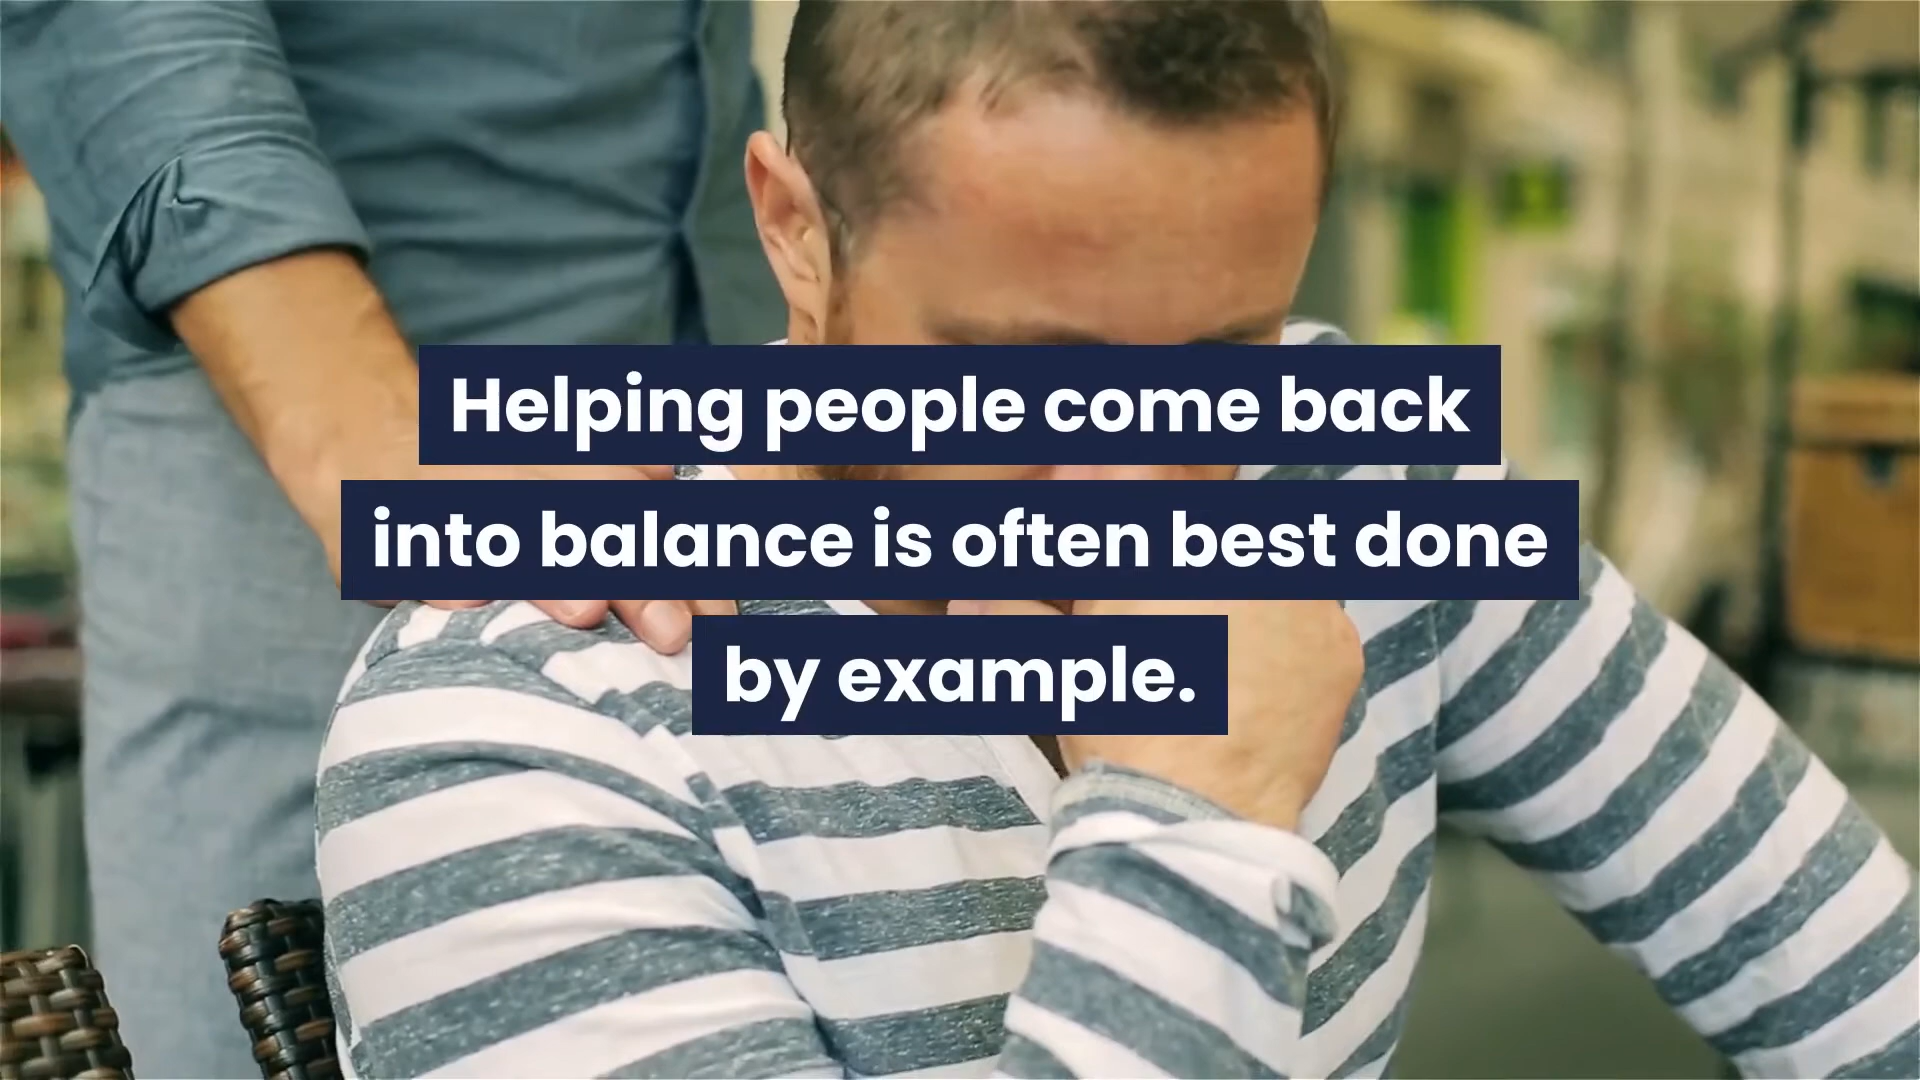 Helping people come back
into balance is often best done
by example.